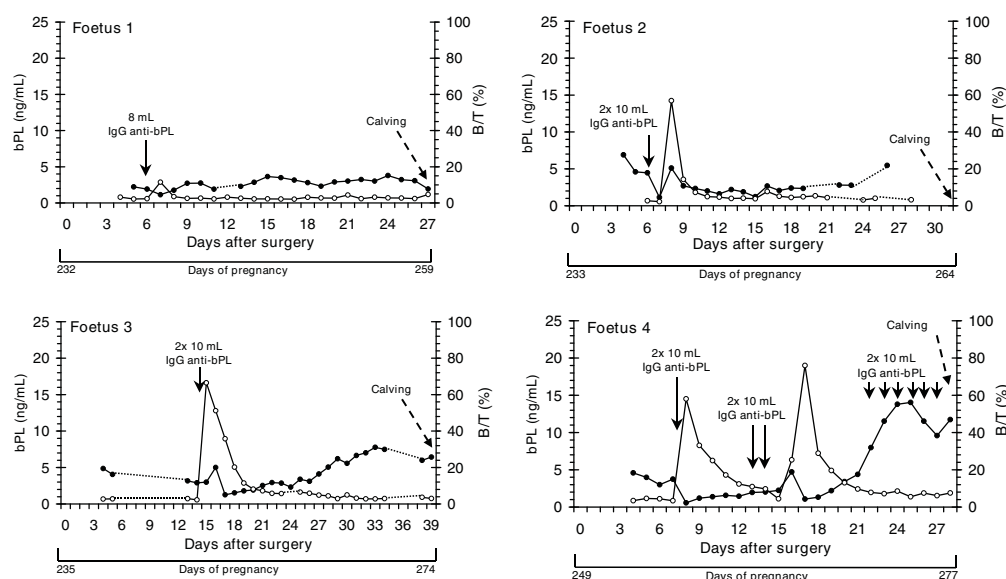 Foetus 1
bPL (ng/mL)
25
20
15
10
5
0
B/T (%)
100
80
60
40
20
0
8 mL
IgG anti-bPL
Calving
0 3 6 9 12 15 18 21 24 27
Days after surgery
232 Days of pregnancy 259
Foetus 2
bPL (ng/mL)
25
20
15
10
5
0
B/T (%)
100
80
60
40
20
0
2x 10 mL
IgG anti-bPL
Calving
0 3 6 9 12 15 18 21 24 27 30
Days after surgery
233 Days of pregnancy 264
Foetus 3
bPL (ng/mL)
25
20
15
10
5
0
B/T (%)
100
80
60
40
20
0
2x 10 mL
IgG anti-bPL
Calving
0 3 6 9 12 15 18 21 24 27 30 33 36 39
Days after surgery
235 Days of pregnancy 274
Foetus 4
bPL (ng/mL)
25
20
15
10
5
0
B/T (%)
100
80
60
40
20
0
Calving
2x 10 mL
IgG anti-bPL
2x 10 mL
IgG anti-bPL
2x 10 mL
IgG anti-bPL
0 3 6 9 12 15 18 21 24 27
Days after surgery
249 Days of pregnancy 277